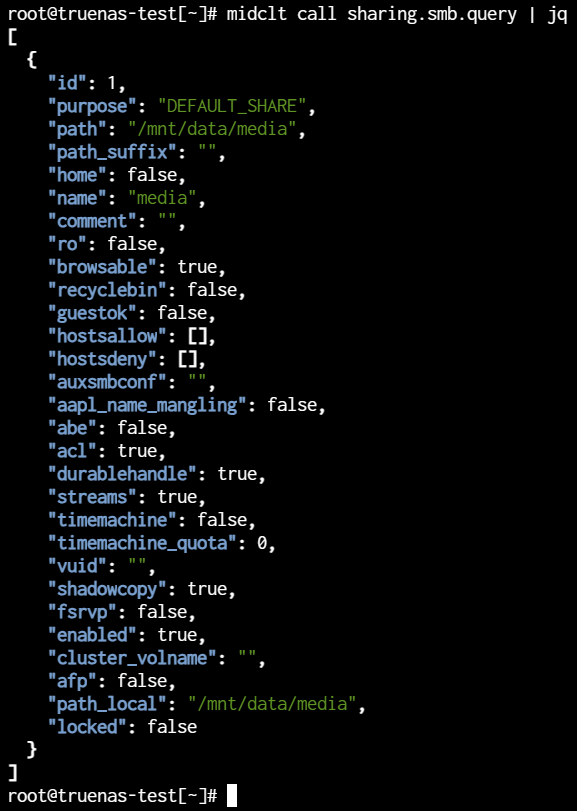 root@truenas-test[~]# midclt call sharing.smb.query | jq
[
  {
    "id": 1,
    "purpose": "DEFAULT_SHARE",
    "path": "/mnt/data/media",
    "path_suffix": "",
    "home": false,
    "name": "media",
    "comment": "",
    "ro": false,
    "browsable": true,
    "recyclebin": false,
    "guestok": false,
    "hostsallow": [],
    "hostsdeny": [],
    "auxsmbconf": "",
    "aapl_name_mangling": false,
    "abe": false,
    "acl": true,
    "durablehandle": true,
    "streams": true,
    "timemachine": false,
    "timemachine_quota": 0,
    "vuid": "",
    "shadowcopy": true,
    "fsrvp": false,
    "enabled": true,
    "cluster_volname": "",
    "afp": false,
    "path_local": "/mnt/data/media",
    "locked": false
  }
]
root@truenas-test[~]#